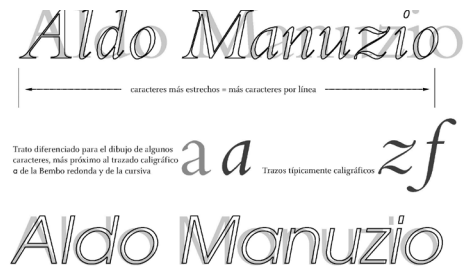 Aldo Manuzio
caracteres más estrechos = más caracteres por línea
Trato diferenciado para el dibujo de algunos
caracteres, más próximo al trazado caligráfico
a de la Bembo redonda y de la cursiva
a a
Trazos típicamente caligráficos
z f
Aldo Manuzio